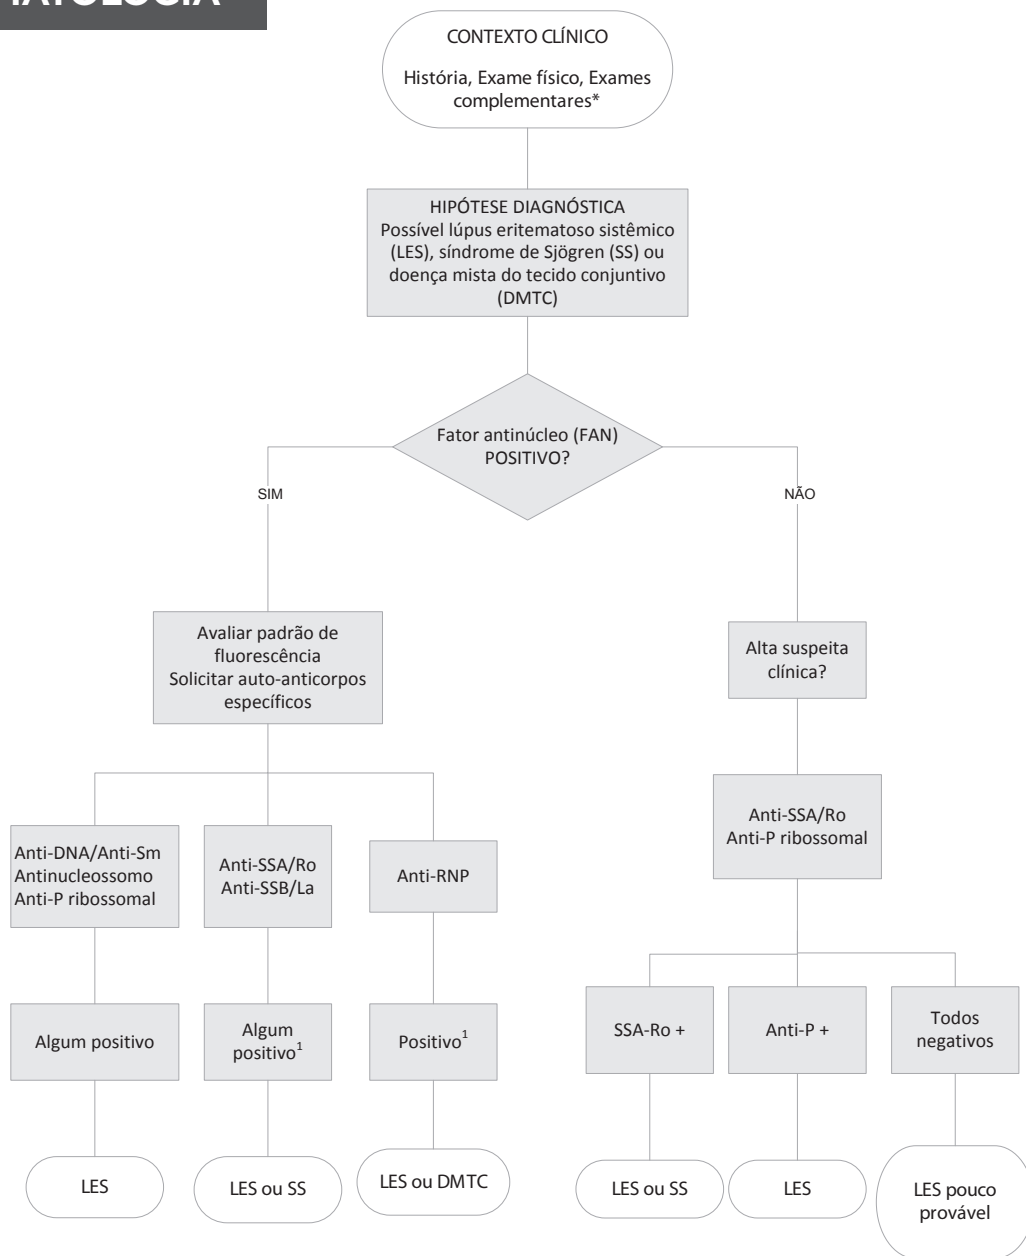 CONTEXTO CLÍNICO
História, Exame físico, Exames
complementares*
HIPÓTESE DIAGNÓSTICA
Possível lúpus eritematoso sistêmico
(LES), síndrome de Sjögren (SS) ou
doença mista do tecido conjuntivo
(DMTC)
Fator antinúcleo (FAN)
POSITIVO?
SIM
NÃO
Avaliar padrão de
fluorescência
Solicitar auto-anticorpos
específicos
Alta suspeita
clínica?
Anti-DNA/Anti-Sm
Antinucleossomo
Anti-P ribossomal
Anti-SSA/Ro
Anti-SSB/La
Anti-RNP
Anti-SSA/Ro
Anti-P ribossomal
Algum positivo
Algum
positivo¹
Positivo¹
SSA-Ro +
Anti-P +
Todos
negativos
LES
LES ou SS
LES ou DMTC
LES ou SS
LES
LES pouco
provável